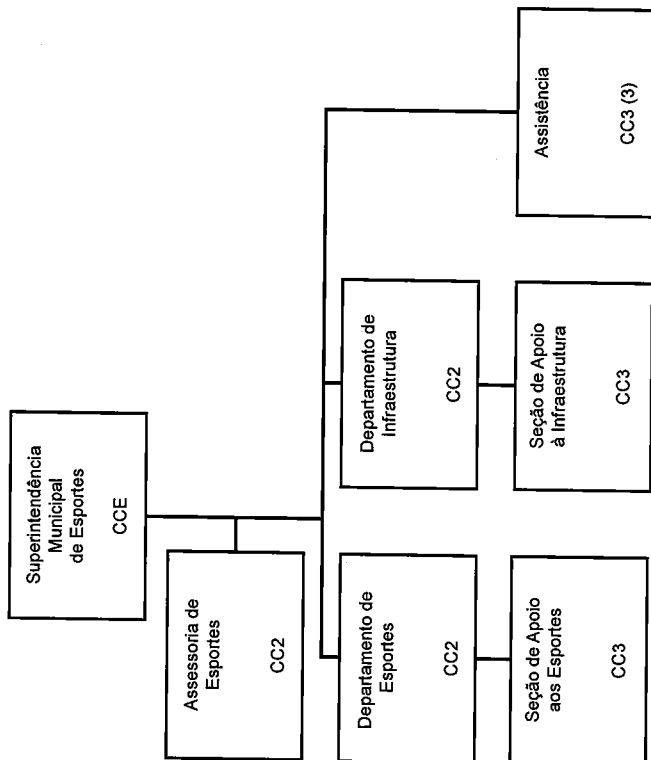 Superintendência
Municipal
de Esportes
CCE
Assessoria de
Esportes
CC2
Departamento de
Esportes
CC2
Departamento de
Infraestrutura
CC2
Seção de Apoio
aos Esportes
CC3
Seção de Apoio
à Infraestrutura
CC3
Assistência
CC3 (3)